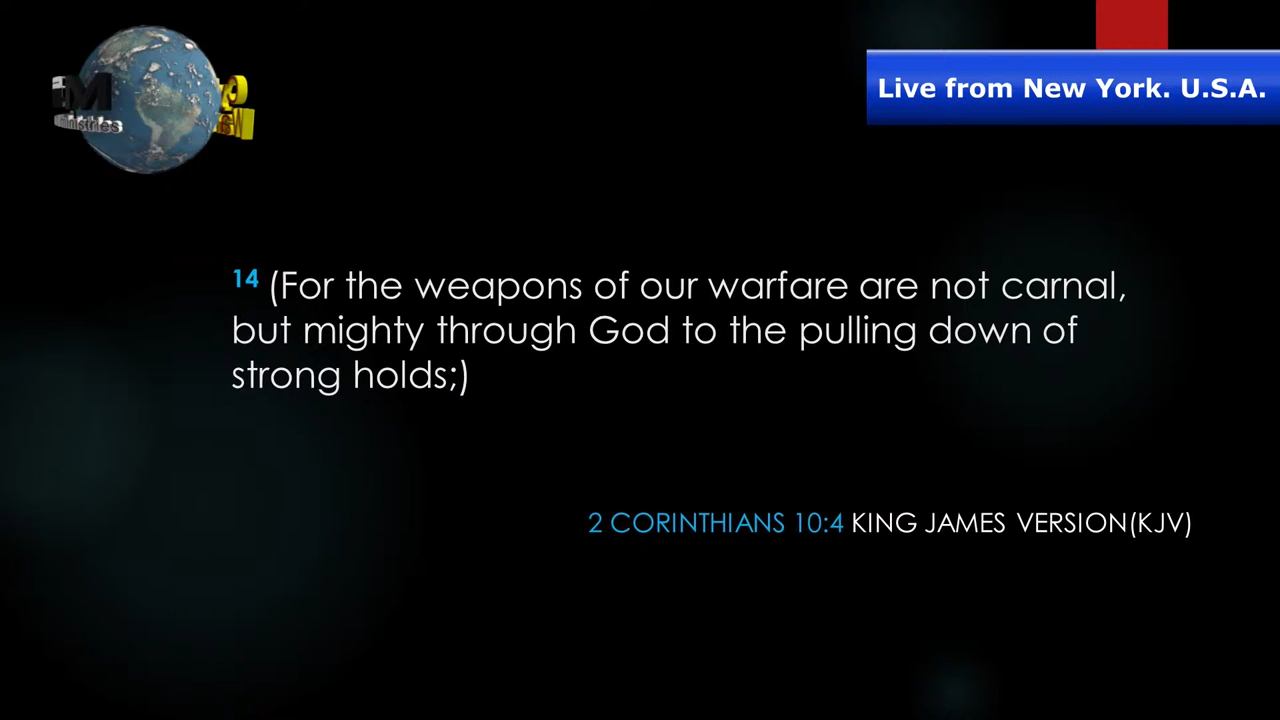 M
ministries
Live from New York. U.S.A.
14 (For the weapons of our warfare are not carnal,
but mighty through God to the pulling down of
strong holds;)
2 CORINTHIANS 10:4 KING JAMES VERSION(KJV)